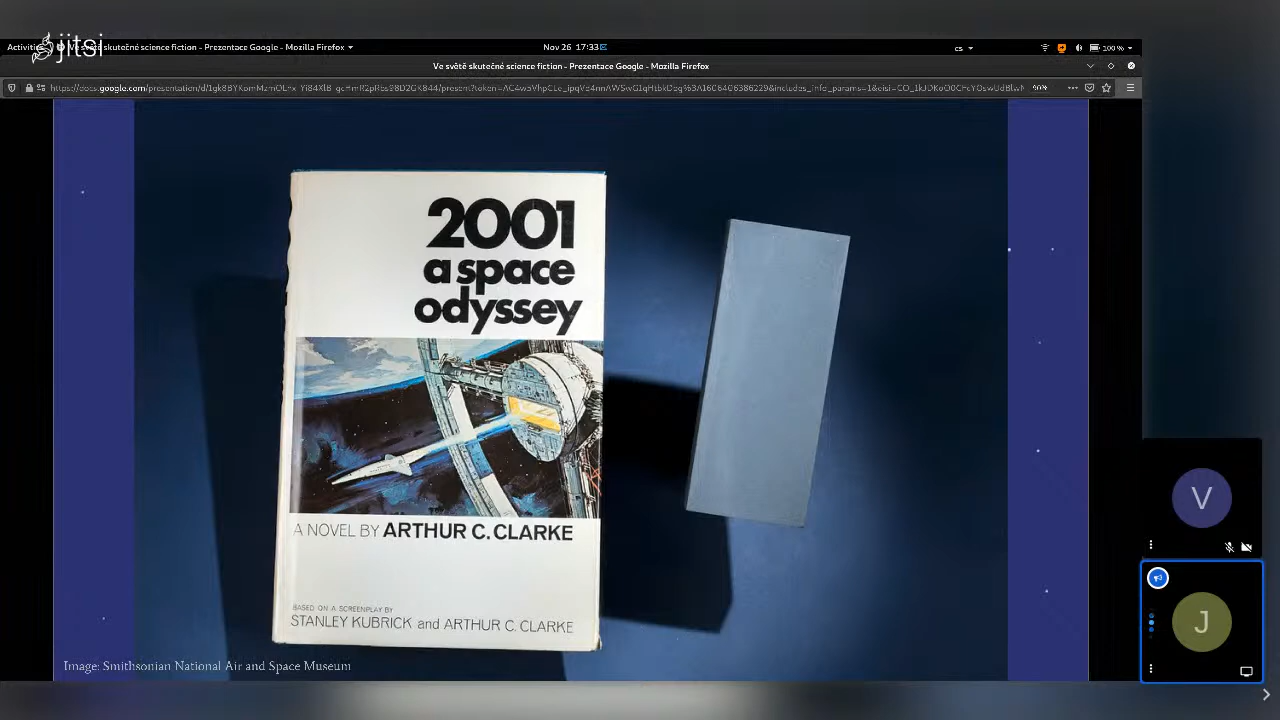 jitsi
Ve světě skutečné science fiction - Prezentace Google - Mozilla Firefox
Nov 26 17:33
cs
100 %
Ve světě skutečné science fiction - Prezentace Google - Mozilla Firefox
90%
2001
a space
odyssey
A NOVEL BY ARTHUR C. CLARKE
BASED ON A SCREENPLAY BY
STANLEY KUBRICK and ARTHUR C. CLARKE
Image: Smithsonian National Air and Space Museum
V
J